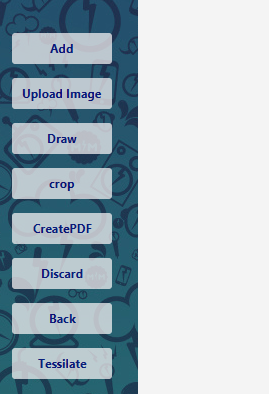 Add
Upload Image
Draw
crop
CreatePDF
Discard
Back
Tessilate